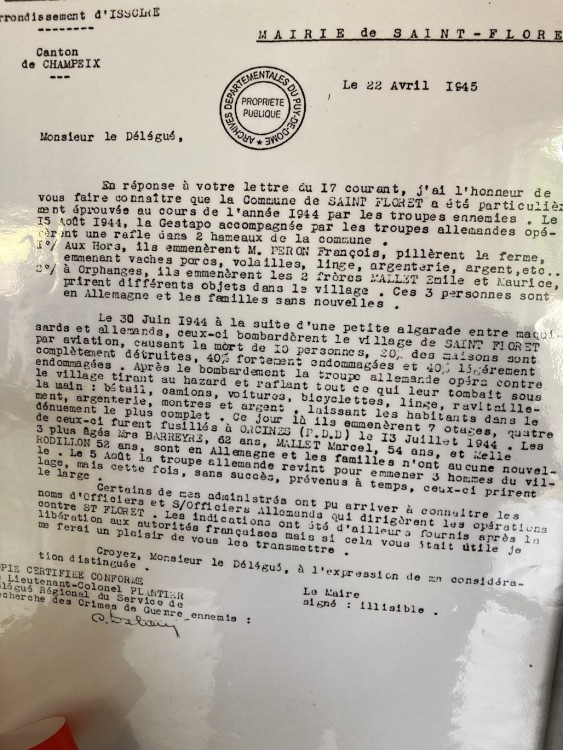 rrondissement d'ISSOIRE
MAIRIE de SAINT-FLORE
Canton
de CHAMPEIX
Le 22 Avril 1945
ARCHIVES DEPARTEMENTALES DU PUY-DE-DOME
PROPRIETE
PUBLIQUE
Monsieur le Délégué,
En réponse à votre lettre du 17 courant, j'ai l'honneur de
vous faire connaître que la Commune de SAINT FLORET a été particuliè
ment éprouvée au cours de l'année 1944 par les troupes ennemies . Le
15 Août 1944, la Gestapo accompagnée par les troupes allemandes opé-
rèrent une rafle dans 2 hameaux de la commune .
1°/ Aux Hors, ils emmenèrent M. PERON François, pillèrent la ferme,
emmenant vaches porcs, volailles, linge, argenterie, argent,etc..
2°/ à Orphanges, ils emmenèrent les 2 frères MALLET Emile et Maurice,
prirent différents objets dans le village . Ces 3 personnes sont
en Allemagne et les familles sans nouvelles .
Le 30 Juin 1944 à la suite d'une petite algarade entre maqui
sards et allemands, ceux-ci bombardèrent le village de SAINT FLORET
par aviation, causant la mort de 10 personnes, 20% des maisons sont
complètement détruites, 40% fortement endommagées et 40% légèrement
endommagées . Après le bombardement la troupe allemande opéra contre
le village tirant au hazard et raflant tout ce qui leur tombait sous
la main : bétail, camions, voitures, bicyclettes, linge, ravitaille-
ment, argenterie, montres et argent . laissant les habitants dans le
dénuement le plus complet . Ce jour là ils emmenèrent 7 otages, quatre
de ceux-ci furent fusillés à ORCINES (P.D.D) le 13 Juillet 1944 . Les
3 plus âgés Mrs BARREYRE, 62 ans, MALLET Marcel, 54 ans, et Melle
RODILLON 52 ans, sont en Allemagne et les familles n'ont aucune nouvel-
le . Le 5 Août la troupe allemande revint pour emmener 3 hommes du vil-
lage, mais cette fois, sans succès, prévenus à temps, ceux-ci prirent
le large .
Certains de mes administrés ont pu arriver à connaître les
noms d'Officiers et S/Officiers Allemands qui dirigèrent les opérations
contre ST FLORET . Les indications ont été d'ailleurs fournis après la
libération aux autorités françaises mais si cela vous était utile je
me ferai un plaisir de vous les transmettre .
Croyez, Monsieur le Délégué, à l'expression de ma considéra-
tion distinguée .
OPIE CERTIFIEE CONFORME
Lieutenant-Colonel PLANTIER
élégué Régional du Service de
echerche des Crimes de Guerre ennemis :
Le Maire
signé : illisible .